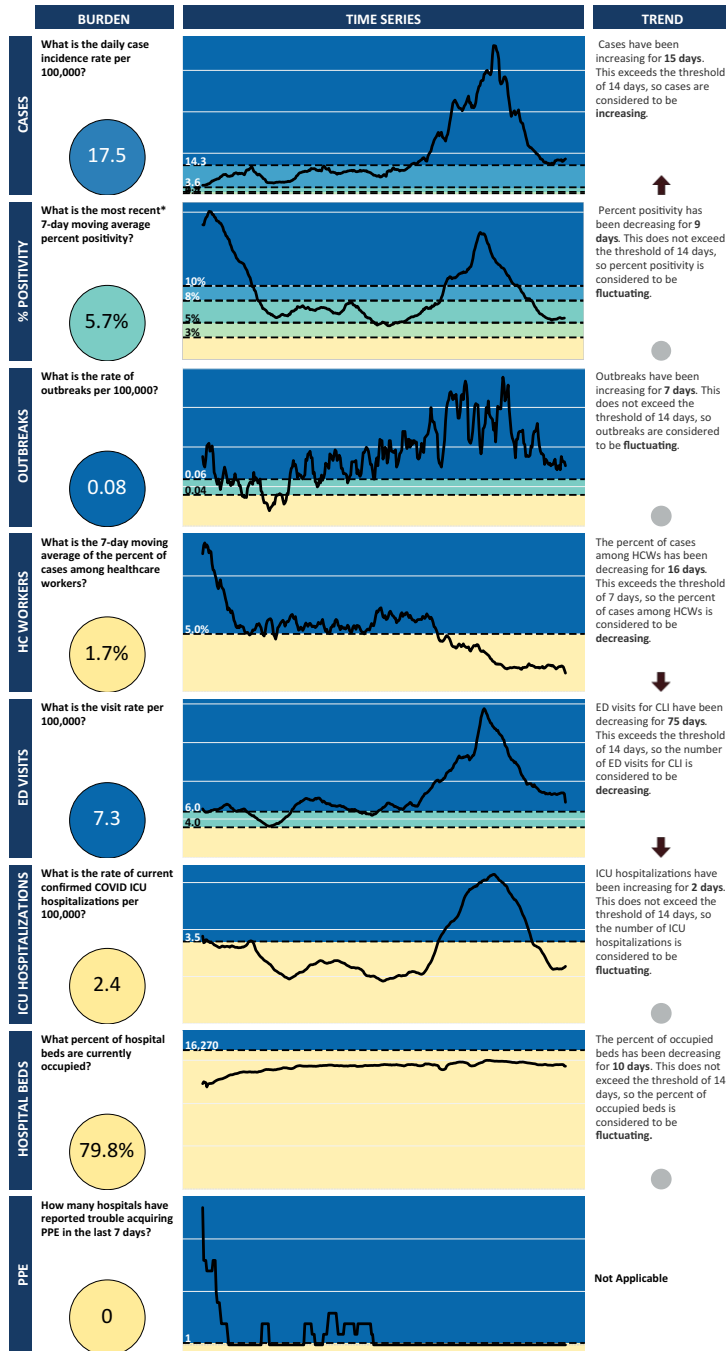 BURDEN
TIME SERIES
TREND
CASES
What is the daily case
incidence rate per
100,000?
17.5
14.3
3.6
Cases have been
increasing for 15 days.
This exceeds the threshold
of 14 days, so cases are
considered to be
increasing.
% POSITIVITY
What is the most recent*
7-day moving average
percent positivity?
5.7%
10%
8%
5%
3%
Percent positivity has
been decreasing for 9
days. This does not exceed
the threshold of 14 days,
so percent positivity is
considered to be
fluctuating.
OUTBREAKS
What is the rate of
outbreaks per 100,000?
0.08
0.06
0.04
Outbreaks have been
increasing for 7 days. This
does not exceed the
threshold of 14 days, so
outbreaks are considered
to be fluctuating.
HC WORKERS
What is the 7-day moving
average of the percent of
cases among healthcare
workers?
1.7%
5.0%
The percent of cases
among HCWs has been
decreasing for 16 days.
This exceeds the threshold
of 7 days, so the percent
of cases among HCWs is
considered to be
decreasing.
ED VISITS
What is the visit rate per
100,000?
7.3
6.0
4.0
ED visits for CLI have been
decreasing for 75 days.
This exceeds the threshold
of 14 days, so the number
of ED visits for CLI is
considered to be
decreasing.
ICU HOSPITALIZATIONS
What is the rate of current
confirmed COVID ICU
hospitalizations per
100,000?
2.4
3.5
ICU hospitalizations have
been increasing for 2 days.
This does not exceed the
threshold of 14 days, so
the number of ICU
hospitalizations is
considered to be
fluctuating.
HOSPITAL BEDS
What percent of hospital
beds are currently
occupied?
79.8%
16,270
The percent of occupied
beds has been decreasing
for 10 days. This does not
exceed the threshold of 14
days, so the percent of
occupied beds is
considered to be
fluctuating.
PPE
How many hospitals have
reported trouble acquiring
PPE in the last 7 days?
0
1
Not Applicable